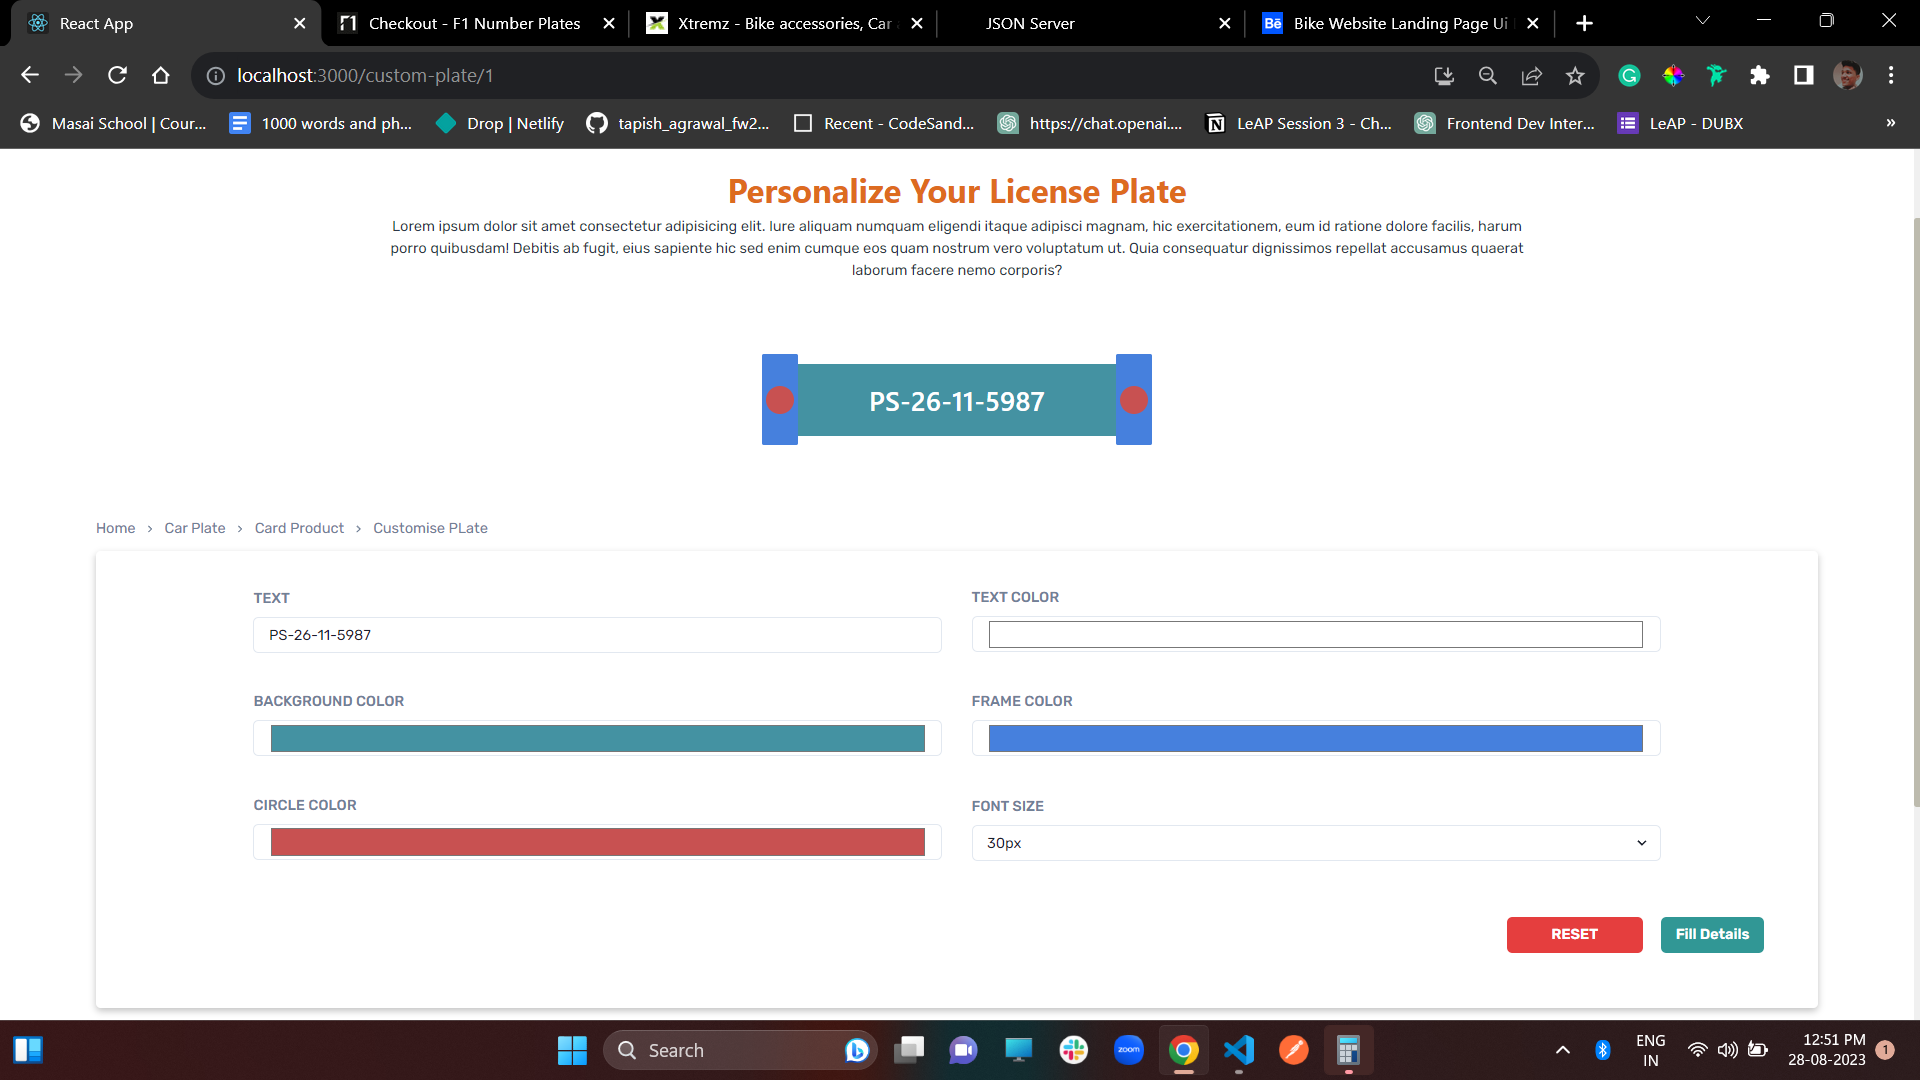 React App
Checkout - F1 Number Plates
Xtremz - Bike accessories, Car
JSON Server
Bē Bike Website Landing Page Ui
localhost:3000/custom-plate/1
Masai School | Cour...
1000 words and ph...
Drop | Netlify
tapish_agrawal_fw2...
Recent - CodeSand...
https://chat.openai....
LeAP Session 3 - Ch...
Frontend Dev Inter...
LeAP - DUBX
»
Personalize Your License Plate
Lorem ipsum dolor sit amet consectetur adipisicing elit. Iure aliquam numquam eligendi itaque adipisci magnam, hic exercitationem, eum id ratione dolore facilis, harum
porro quibusdam! Debitis ab fugit, eius sapiente hic sed enim cumque eos quam nostrum vero voluptatum ut. Quia consequatur dignissimos repellat accusamus quaerat
laborum facere nemo corporis?
PS-26-11-5987
Home > Car Plate > Card Product > Customise PLate
TEXT
PS-26-11-5987
TEXT COLOR
BACKGROUND COLOR
FRAME COLOR
CIRCLE COLOR
FONT SIZE
30px
RESET
Fill Details
Search
zoom
ENG
IN
12:51 PM
28-08-2023
1